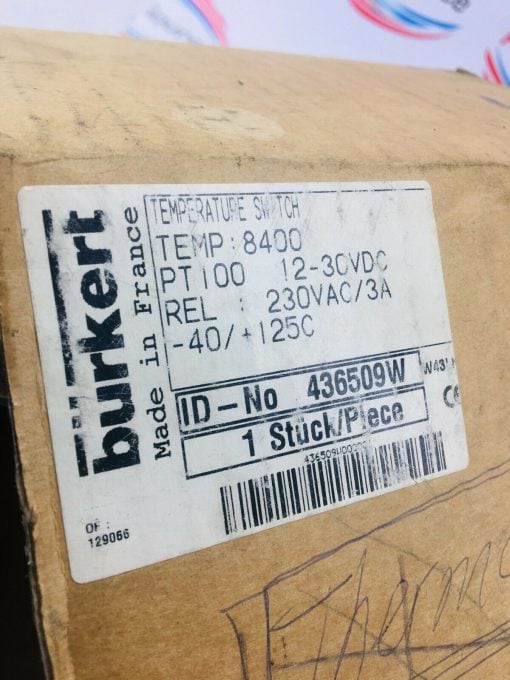 TEMPERATURE SWITCH
TEMP:8400
PT100 12-30VDC
REL : 230VAC/3A
-40/+125C
bürkert
Made in France
ID-No 436509W
1 Stück/Piece
OF :
129066
CE